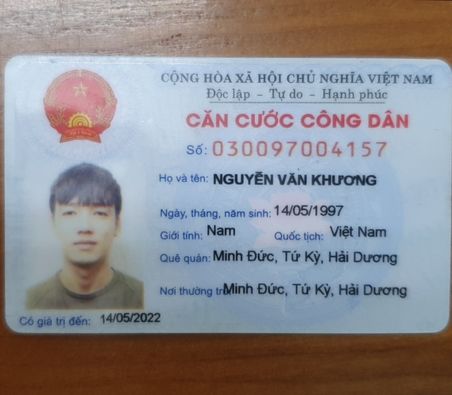 CỘNG HÒA XÃ HỘI CHỦ NGHĨA VIỆT NAM
Độc lập - Tự do - Hạnh phúc
CĂN CƯỚC CÔNG DÂN
Số: 030097004157
Họ và tên: NGUYỄN VĂN KHƯƠNG
Ngày, tháng, năm sinh: 14/05/1997
Giới tính: Nam Quốc tịch: Việt Nam
Quê quán: Minh Đức, Tứ Kỳ, Hải Dương
Nơi thường trú Minh Đức, Tứ Kỳ, Hải Dương
Có giá trị đến: 14/05/2022